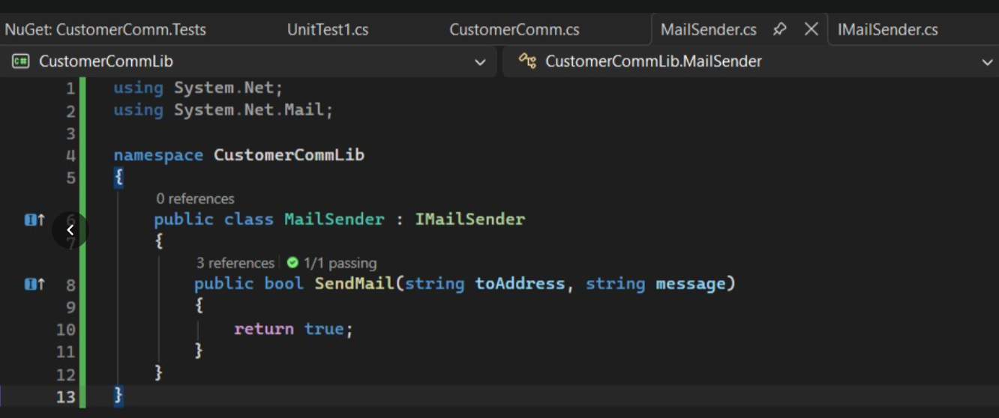 NuGet: CustomerComm.Tests UnitTest1.cs CustomerComm.cs MailSender.cs IMailSender.cs
C# CustomerCommLib CustomerCommLib.MailSender
1 using System.Net;
2 using System.Net.Mail;
3
4 namespace CustomerCommLib
5 {
0 references
6 public class MailSender : IMailSender
7 {
3 references 1/1 passing
8 public bool SendMail(string toAddress, string message)
9 {
10 return true;
11 }
12 }
13 }